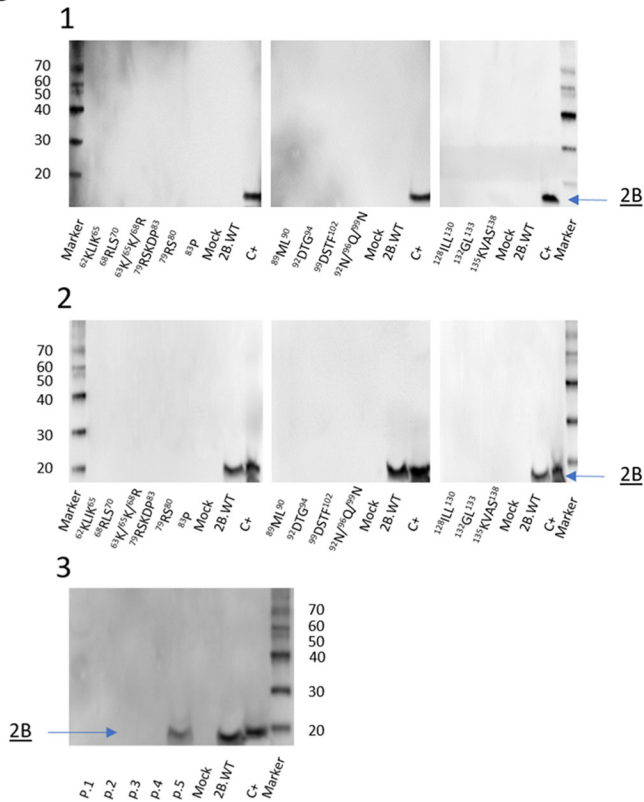 1
70
60
50
40
30
20
2B
Marker 62KLIK65 68RLS70 63K/65K/68R 79RSKDP83 79RS80 83P Mock 2B.WT C+
89ML90 92DTG94 99DSTF102 92N/96Q/99N Mock 2B.WT C+
128ILL130 132GL133 135KVAS138 Mock 2B.WT C+ Marker
2
70
60
50
40
30
20
2B
Marker 62KLIK65 68RLS70 63K/65K/68R 79RSKDP83 79RS80 83P Mock 2B.WT C+
89ML90 92DTG94 99DSTF102 92N/96Q/99N Mock 2B.WT C+
128ILL130 132GL133 135KVAS138 Mock 2B.WT C+ Marker
3
70
60
50
40
30
20
2B
P.1 p.2 p.3 p.4 p.5 Mock 2B.WT C+ Marker